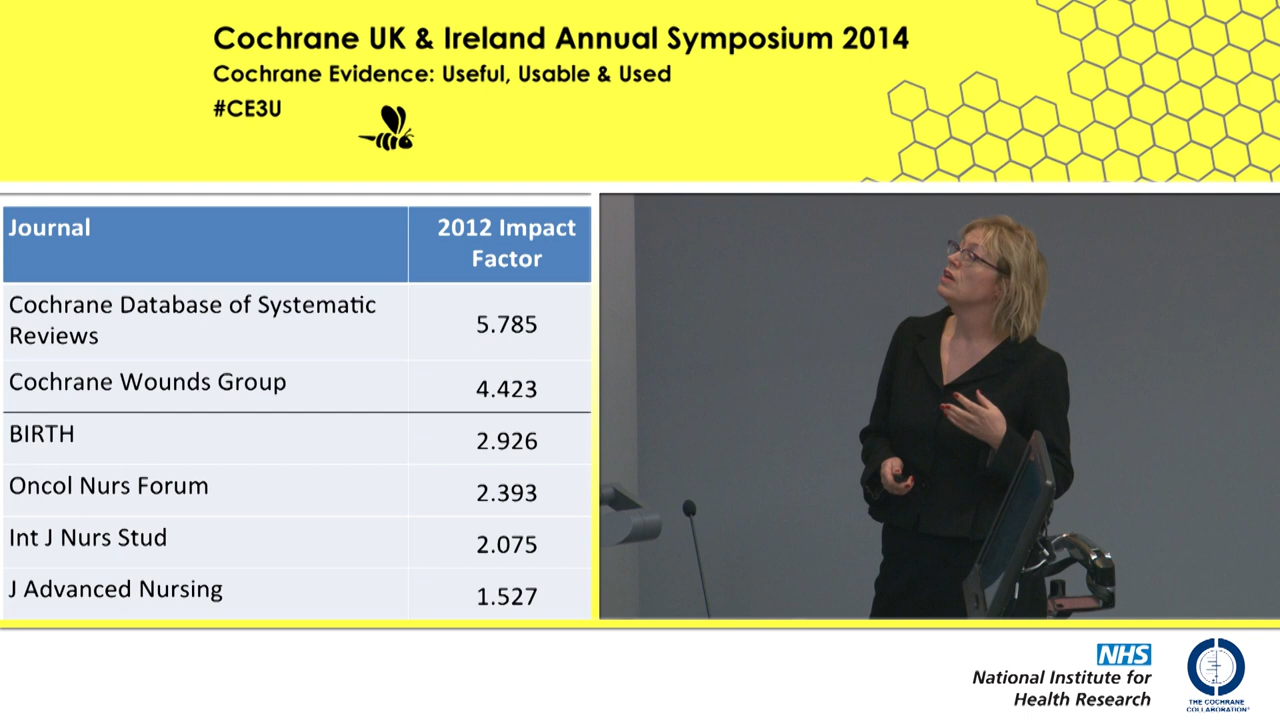 Cochrane UK & Ireland Annual Symposium 2014
Cochrane Evidence: Useful, Usable & Used
#CE3U
Journal
2012 Impact
Factor
Cochrane Database of Systematic
Reviews
5.785
Cochrane Wounds Group
4.423
BIRTH
2.926
Oncol Nurs Forum
2.393
Int J Nurs Stud
2.075
J Advanced Nursing
1.527
NHS
National Institute for
Health Research
THE COCHRANE
COLLABORATION®